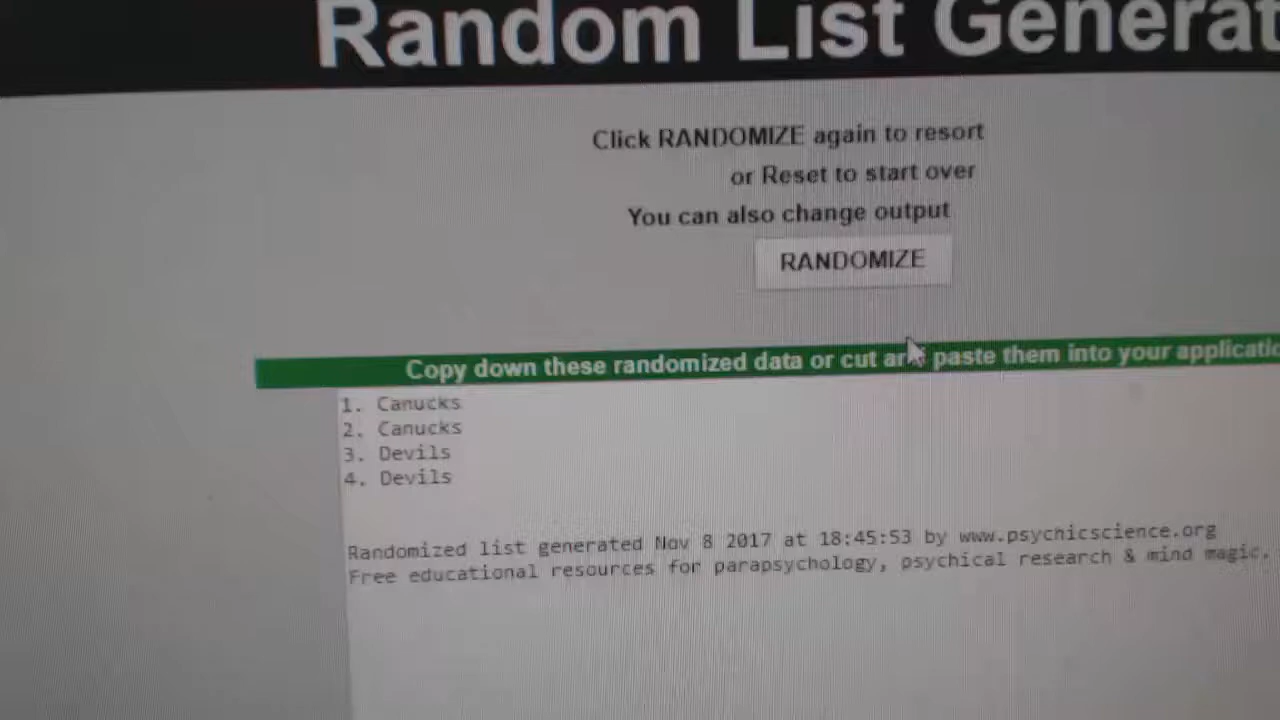 Random List Generat
Click RANDOMIZE again to resort
or Reset to start over
You can also change output
RANDOMIZE
Copy down these randomized data or cut and paste them into your applicatio
1. Canucks
2. Canucks
3. Devils
4. Devils
Randomized list generated Nov 8 2017 at 18:45:53 by www.psychicscience.org
Free educational resources for parapsychology, psychical research & mind magic.